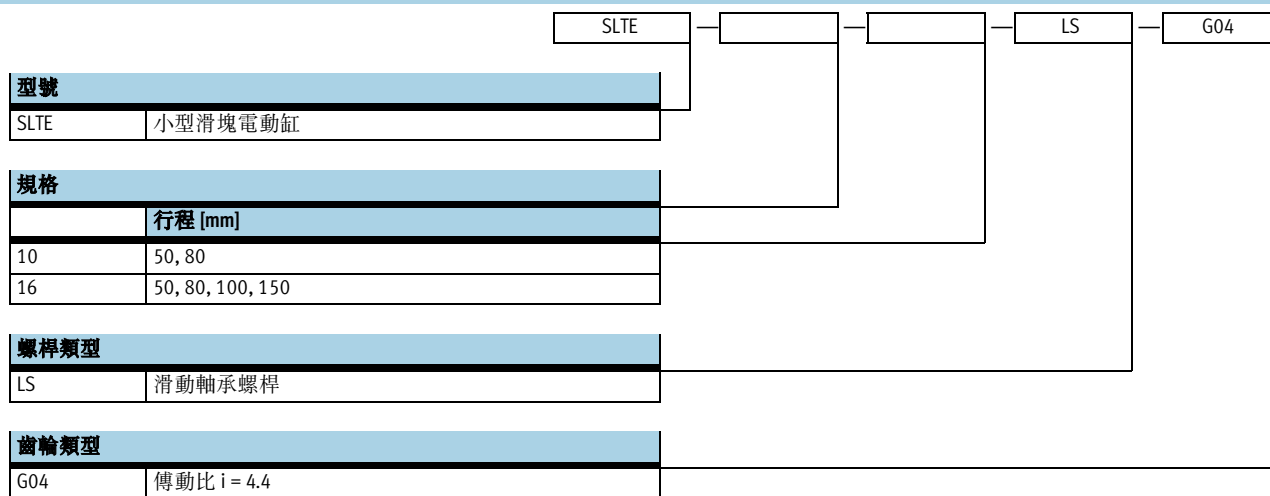 SLTE — — — LS — G04
型號
SLTE 小型滑塊電動缸
規格
行程 [mm]
10 50, 80
16 50, 80, 100, 150
螺桿類型
LS 滑動軸承螺桿
齒輪類型
G04 傳動比 i = 4.4